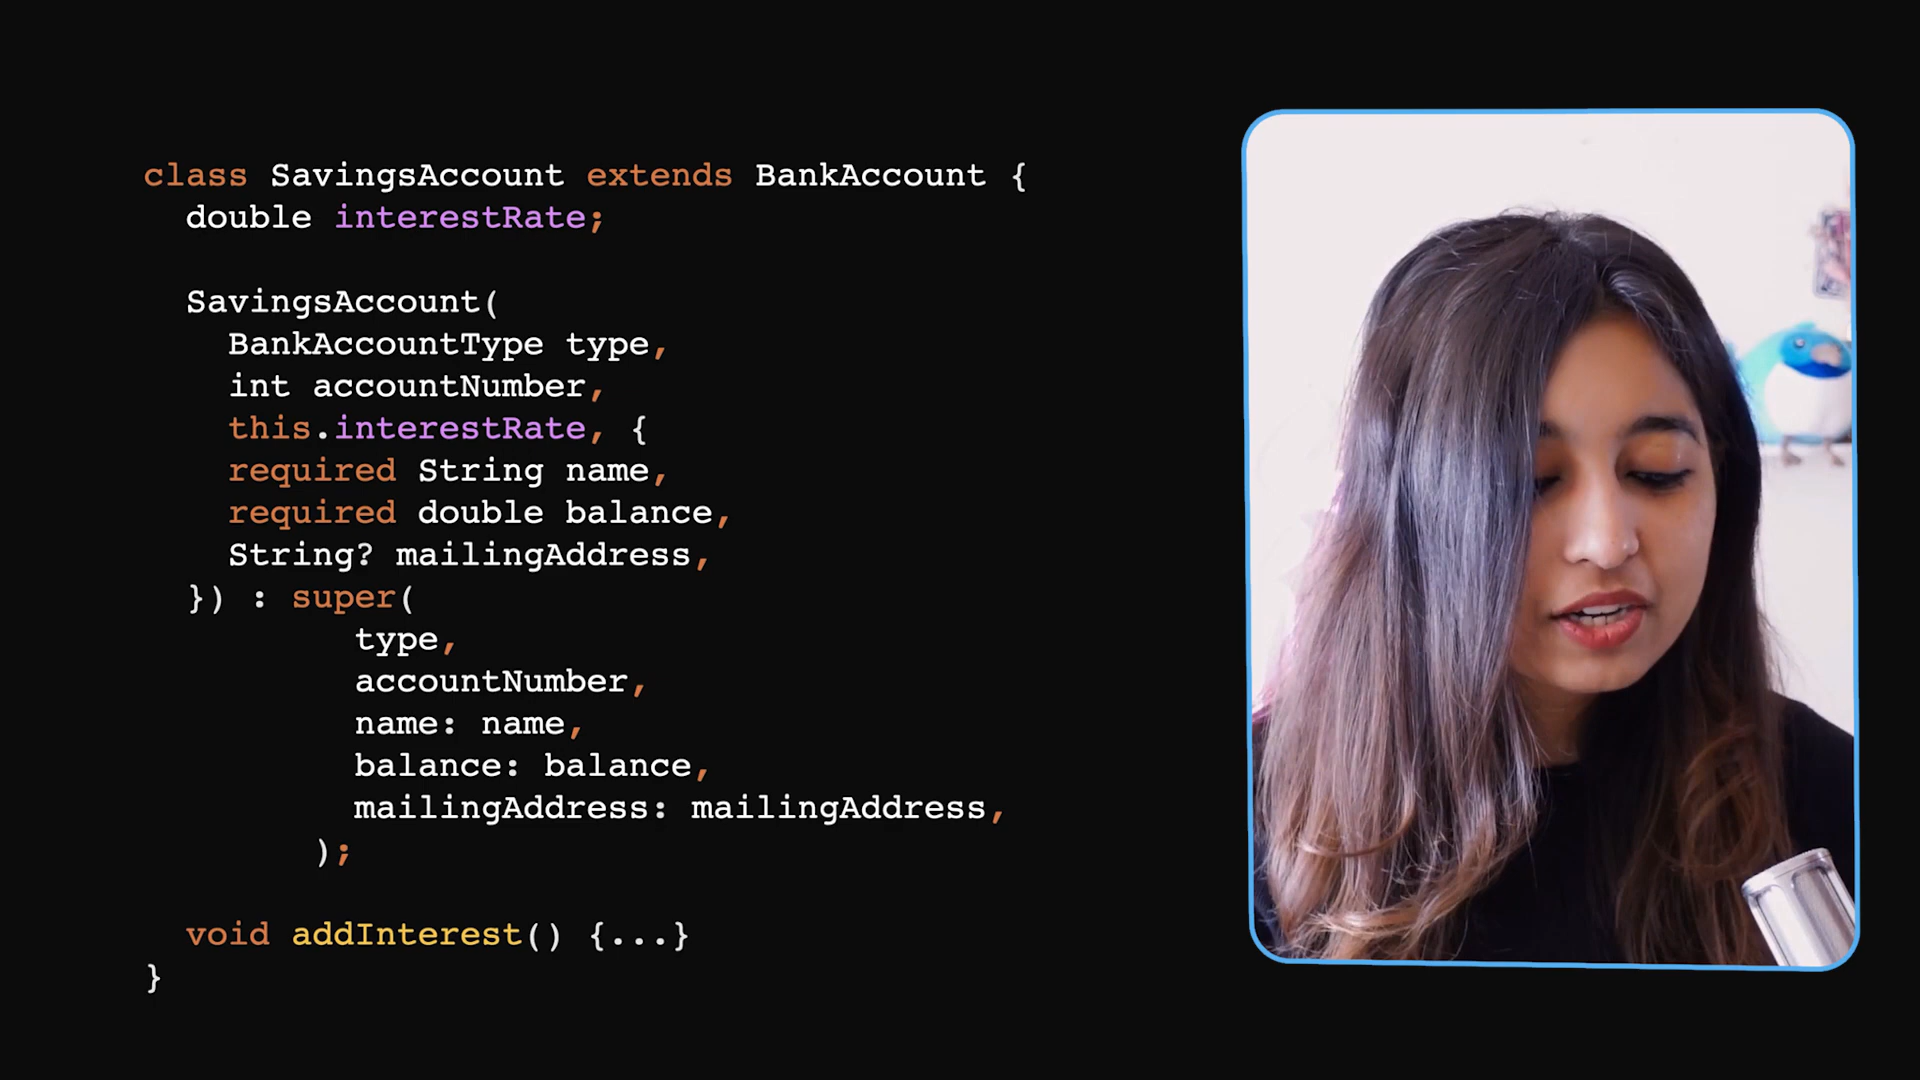 class SavingsAccount extends BankAccount {
double interestRate;
SavingsAccount(
BankAccountType type,
int accountNumber,
this.interestRate, {
required String name,
required double balance,
String? mailingAddress,
}) : super(
type,
accountNumber,
name: name,
balance: balance,
mailingAddress: mailingAddress,
);
void addInterest() {...}
}